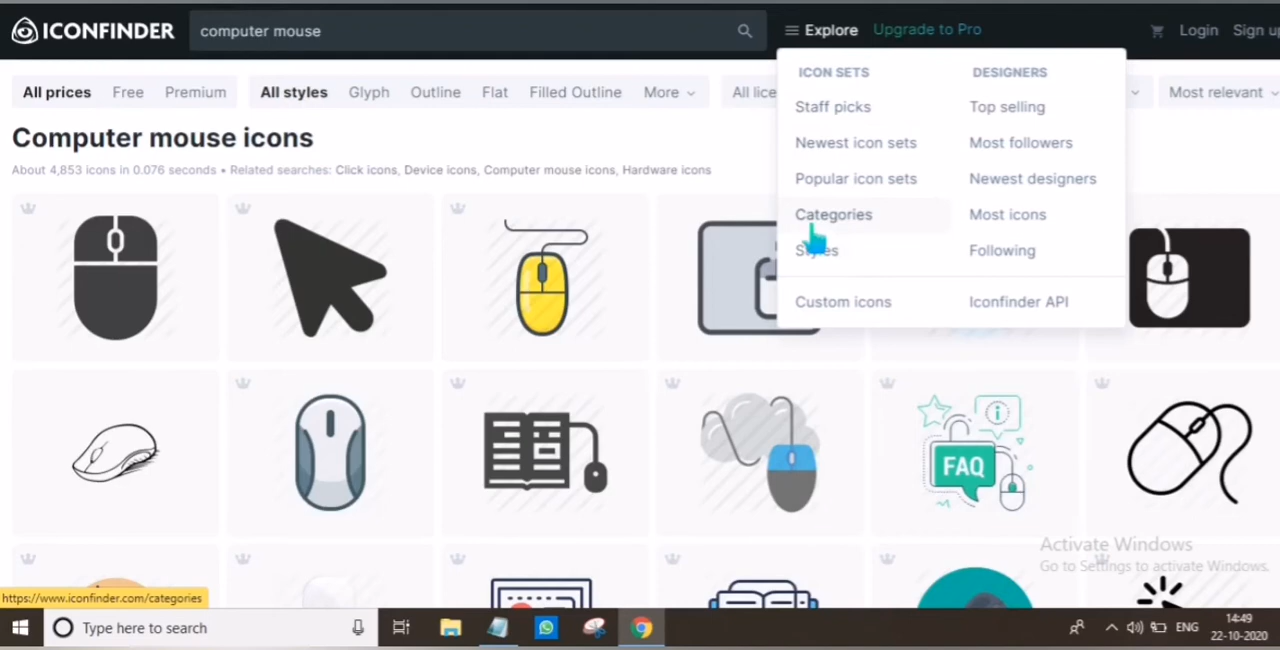 ICONFINDER computer mouse Explore Upgrade to Pro Login Sign up
ICON SETS DESIGNERS
All prices Free Premium All styles Glyph Outline Flat Filled Outline More All lice Most relevant
Staff picks Top selling
Computer mouse icons
Newest icon sets Most followers
About 4,853 icons in 0.076 seconds • Related searches: Click icons, Device icons, Computer mouse icons, Hardware icons
Popular icon sets Newest designers
Categories Most icons
Styles Following
Custom icons Iconfinder API
FAQ
Activate Windows
Go to Settings to activate Windows.
https://www.iconfinder.com/categories
Type here to search ENG 14:49
22-10-2020